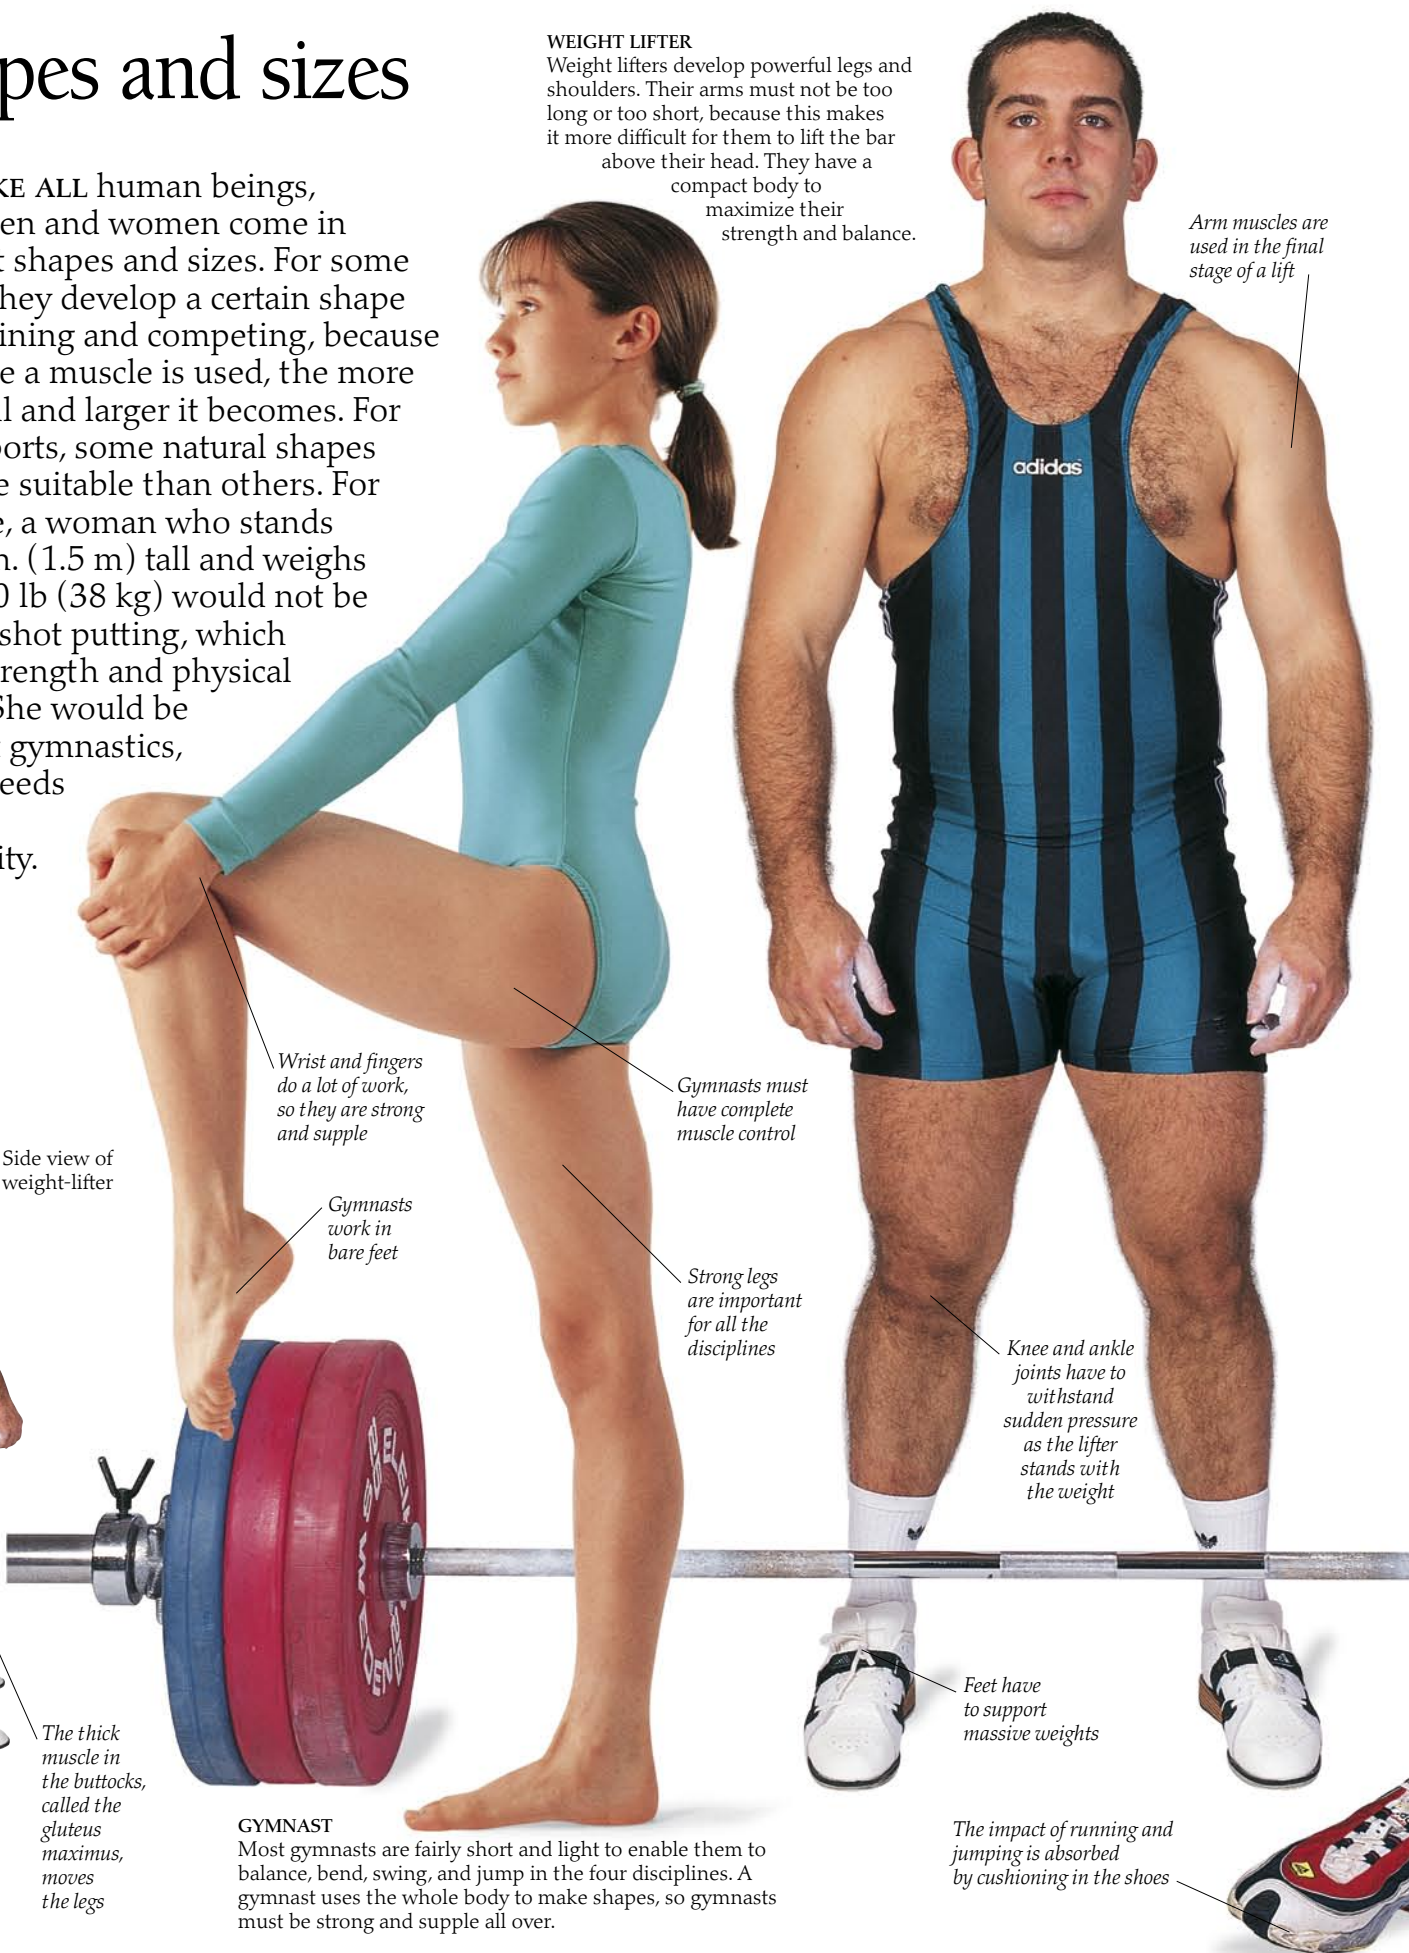 pes and sizes
KE ALL human beings,
en and women come in
t shapes and sizes. For some
hey develop a certain shape
ining and competing, because
e a muscle is used, the more
l and larger it becomes. For
orts, some natural shapes
e suitable than others. For
e, a woman who stands
n. (1.5 m) tall and weighs
0 lb (38 kg) would not be
shot putting, which
rength and physical
She would be
t gymnastics,
eeds
ity.
WEIGHT LIFTER
Weight lifters develop powerful legs and
shoulders. Their arms must not be too
long or too short, because this makes
it more difficult for them to lift the bar
above their head. They have a
compact body to
maximize their
strength and balance.
Arm muscles are
used in the final
stage of a lift
adidas
Wrist and fingers
do a lot of work,
so they are strong
and supple
Gymnasts must
have complete
muscle control
Side view of
weight-lifter
Gymnasts
work in
bare feet
Strong legs
are important
for all the
disciplines
Knee and ankle
joints have to
withstand
sudden pressure
as the lifter
stands with
the weight
Feet have
to support
massive weights
The thick
muscle in
the buttocks,
called the
gluteus
maximus,
moves
the legs
GYMNAST
Most gymnasts are fairly short and light to enable them to
balance, bend, swing, and jump in the four disciplines. A
gymnast uses the whole body to make shapes, so gymnasts
must be strong and supple all over.
The impact of running and
jumping is absorbed
by cushioning in the shoes